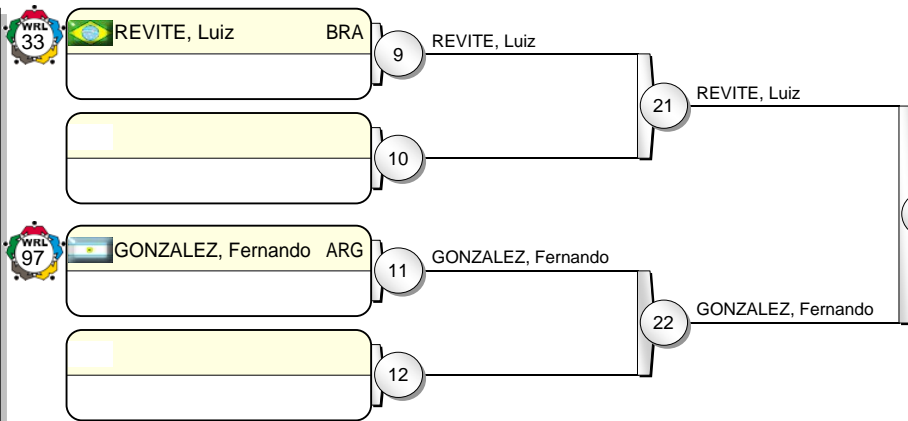 WRL
33
REVITE, Luiz BRA
9
REVITE, Luiz
21
REVITE, Luiz
10
WRL
97
GONZALEZ, Fernando ARG
11
GONZALEZ, Fernando
22
GONZALEZ, Fernando
12